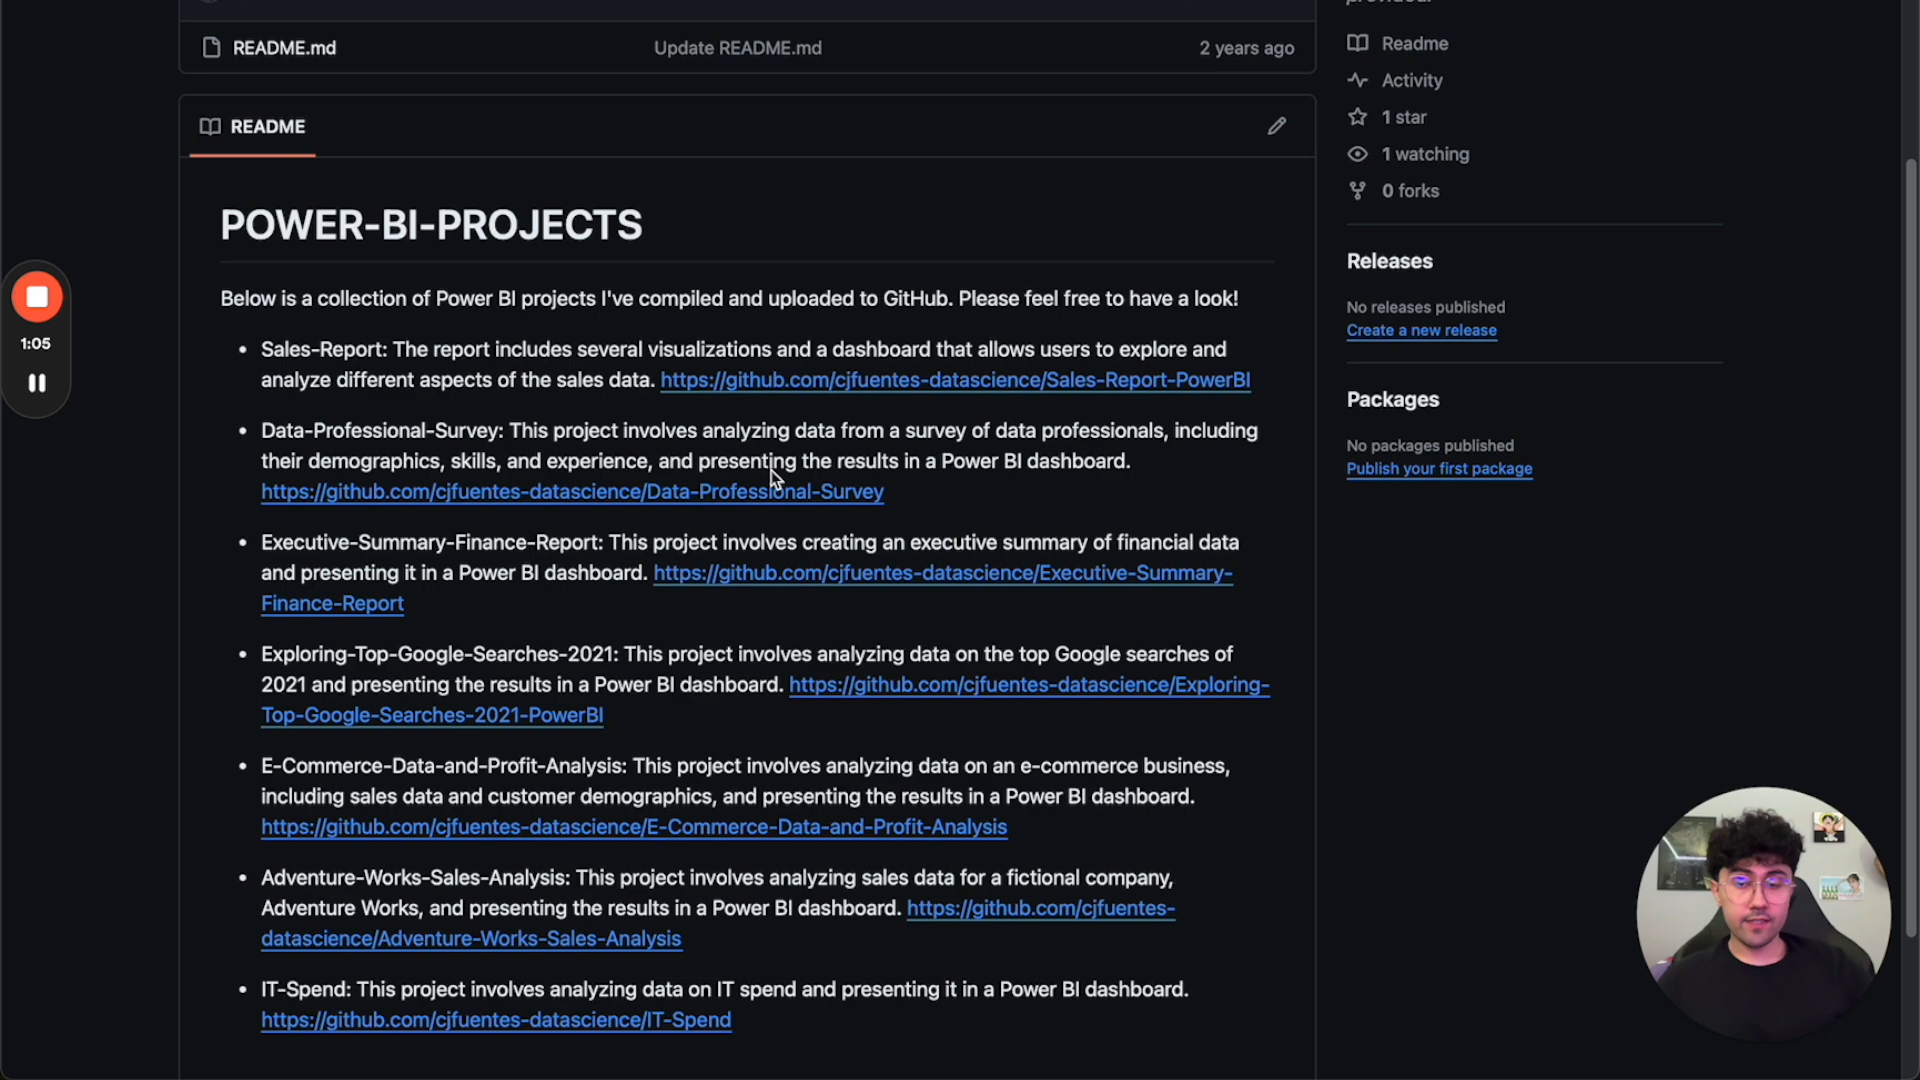 README.md
Update README.md
2 years ago
README
POWER-BI-PROJECTS
Below is a collection of Power BI projects I've compiled and uploaded to GitHub. Please feel free to have a look!
• Sales-Report: The report includes several visualizations and a dashboard that allows users to explore and
analyze different aspects of the sales data. https://github.com/cjfuentes-datascience/Sales-Report-PowerBI
• Data-Professional-Survey: This project involves analyzing data from a survey of data professionals, including
their demographics, skills, and experience, and presenting the results in a Power BI dashboard.
https://github.com/cjfuentes-datascience/Data-Professional-Survey
• Executive-Summary-Finance-Report: This project involves creating an executive summary of financial data
and presenting it in a Power BI dashboard. https://github.com/cjfuentes-datascience/Executive-Summary-
Finance-Report
• Exploring-Top-Google-Searches-2021: This project involves analyzing data on the top Google searches of
2021 and presenting the results in a Power BI dashboard. https://github.com/cjfuentes-datascience/Exploring-
Top-Google-Searches-2021-PowerBI
• E-Commerce-Data-and-Profit-Analysis: This project involves analyzing data on an e-commerce business,
including sales data and customer demographics, and presenting the results in a Power BI dashboard.
https://github.com/cjfuentes-datascience/E-Commerce-Data-and-Profit-Analysis
• Adventure-Works-Sales-Analysis: This project involves analyzing sales data for a fictional company,
Adventure Works, and presenting the results in a Power BI dashboard. https://github.com/cjfuentes-
datascience/Adventure-Works-Sales-Analysis
• IT-Spend: This project involves analyzing data on IT spend and presenting it in a Power BI dashboard.
https://github.com/cjfuentes-datascience/IT-Spend
Readme
Activity
1 star
1 watching
0 forks
Releases
No releases published
Create a new release
Packages
No packages published
Publish your first package
1:05